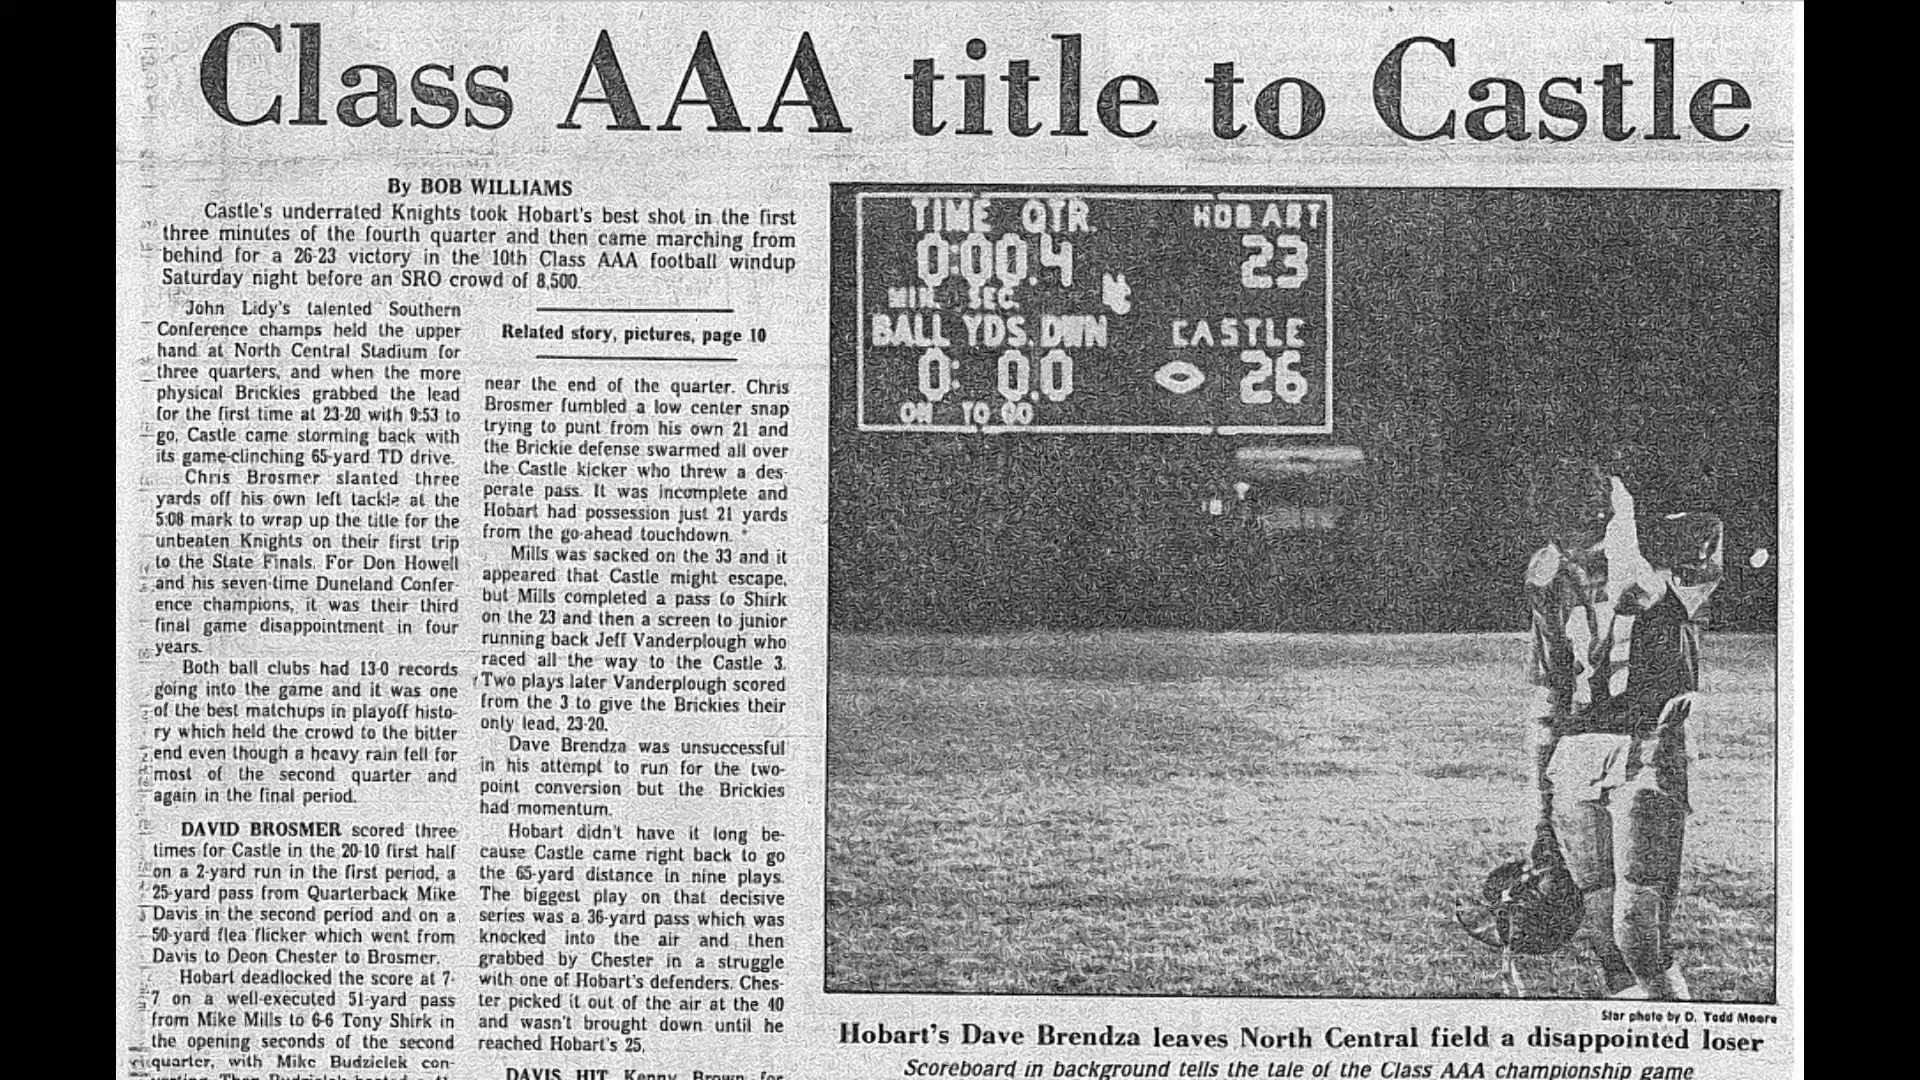 Class AAA title to Castle
By BOB WILLIAMS
Castle's underrated Knights took Hobart's best shot in the first
three minutes of the fourth quarter and then came marching from
behind for a 26-23 victory in the 10th Class AAA football windup
Saturday night before an SRO crowd of 8,500.
John Lidy's talented Southern
Conference champs held the upper
hand at North Central Stadium for
three quarters, and when the more
physical Brickies grabbed the lead
for the first time at 23-20 with 9:53 to
go, Castle came storming back with
its game-clinching 65-yard TD drive.
Chris Brosmer slanted three
yards off his own left tackle at the
5:08 mark to wrap up the title for the
unbeaten Knights on their first trip
to the State Finals. For Don Howell
and his seven-time Duneland Confer-
ence champions, it was their third
final game disappointment in four
years.
Both ball clubs had 13-0 records
going into the game and it was one
of the best matchups in playoff histo-
ry which held the crowd to the bitter
end even though a heavy rain fell for
most of the second quarter and
again in the final period.
DAVID BROSMER scored three
times for Castle in the 20-10 first half
on a 2-yard run in the first period, a
25-yard pass from Quarterback Mike
Davis in the second period and on a
50-yard flea flicker which went from
Davis to Deon Chester to Brosmer.
Hobart deadlocked the score at 7-
7 on a well-executed 51-yard pass
from Mike Mills to 6-6 Tony Shirk in
the opening seconds of the second
quarter, with Mike Budzielek con-
Related story, pictures, page 10
near the end of the quarter. Chris
Brosmer fumbled a low center snap
trying to punt from his own 21 and
the Brickie defense swarmed all over
the Castle kicker who threw a des-
perate pass. It was incomplete and
Hobart had possession just 21 yards
from the go-ahead touchdown.
Mills was sacked on the 33 and it
appeared that Castle might escape,
but Mills completed a pass to Shirk
on the 23 and then a screen to junior
running back Jeff Vanderplough who
raced all the way to the Castle 3.
Two plays later Vanderplough scored
from the 3 to give the Brickies their
only lead, 23-20.
Dave Brendza was unsuccessful
in his attempt to run for the two-
point conversion but the Brickies
had momentum.
Hobart didn't have it long be-
cause Castle came right back to go
the 65-yard distance in nine plays.
The biggest play on that decisive
series was a 36-yard pass which was
knocked into the air and then
grabbed by Chester in a struggle
with one of Hobart's defenders. Ches-
ter picked it out of the air at the 40
and wasn't brought down until he
reached Hobart's 25.
DAVIS HIT Kenny Brown for
TIME QTR.
0:00.4
MIN. SEC.
BALL YDS. DWN
0: 0.0
ON TO GO
HOBART
23
CASTLE
26
Star photo by D. Todd Moore
Hobart's Dave Brendza leaves North Central field a disappointed loser
Scoreboard in background tells the tale of the Class AAA championship game